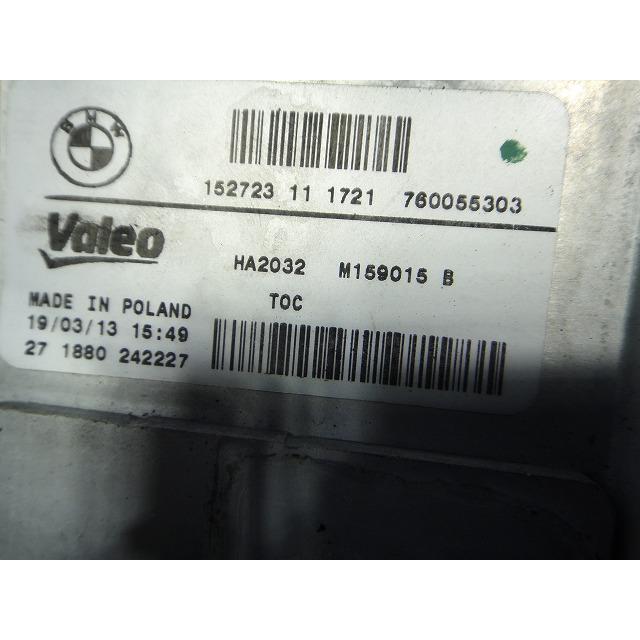 BMW
152723 11 1721 760055303
Valeo
HA2032 M159015 B
MADE IN POLAND
TOC
19/03/13 15:49
27 1880 242227